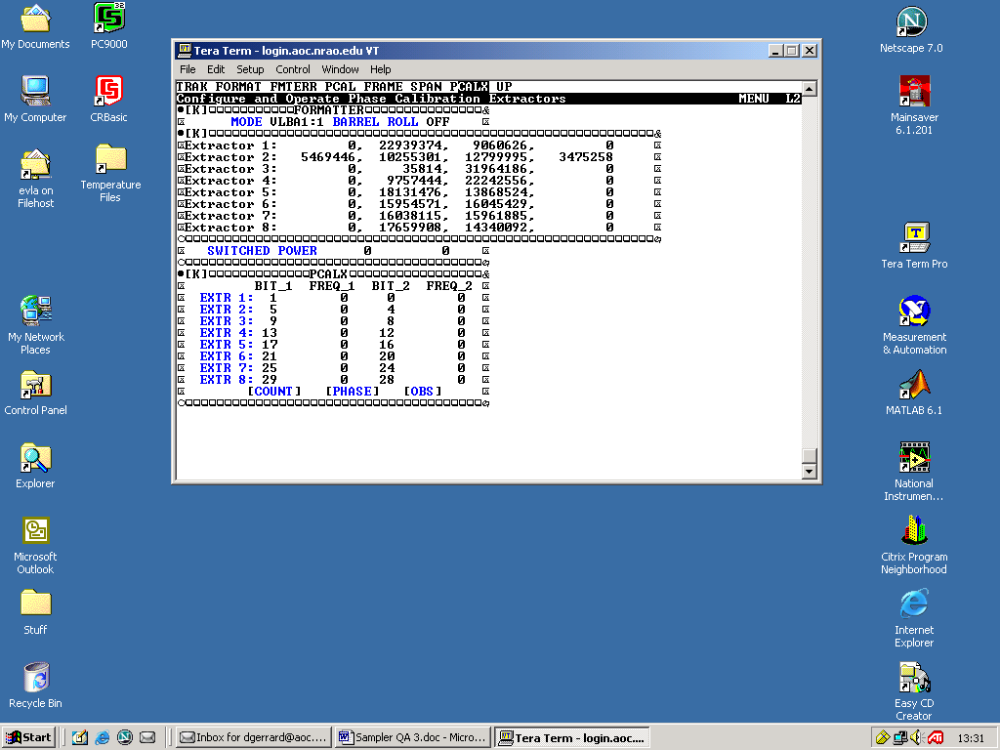 My Documents
PC9000
Netscape 7.0
My Computer
CRBasic
Mainsaver
6.1.201
evla on
Filehost
Temperature
Files
Tera Term Pro
My Network
Places
Measurement
& Automation
Control Panel
MATLAB 6.1
Explorer
National
Instrumen...
Microsoft
Outlook
Citrix Program
Neighborhood
Stuff
Internet
Explorer
Recycle Bin
Easy CD
Creator
Tera Term - login.aoc.nrao.edu VT
File Edit Setup Control Window Help
TRAK FORMAT FMTERR PCAL FRAME SPAN PCALX UP
Configure and Operate Phase Calibration Extractors MENU L2
[K] FORMATTER
MODE VLBA1:1 BARREL ROLL OFF
[K]
Extractor 1: 0, 22939374, 9060626, 0
Extractor 2: 5469446, 10255301, 12799995, 3475258
Extractor 3: 0, 35814, 31964186, 0
Extractor 4: 0, 9757444, 22242556, 0
Extractor 5: 0, 18131476, 13868524, 0
Extractor 6: 0, 15954571, 16045429, 0
Extractor 7: 0, 16038115, 15961885, 0
Extractor 8: 0, 17659908, 14340092, 0
SWITCHED POWER 0 0
[K] PCALX
BIT_1 FREQ_1 BIT_2 FREQ_2
EXTR 1: 1 0 0 0
EXTR 2: 5 0 4 0
EXTR 3: 9 0 8 0
EXTR 4: 13 0 12 0
EXTR 5: 17 0 16 0
EXTR 6: 21 0 20 0
EXTR 7: 25 0 24 0
EXTR 8: 29 0 28 0
[COUNT] [PHASE] [OBS]
Start
Inbox for dgerrard@aoc....
Sampler QA 3.doc - Micro...
Tera Term - login.aoc....
13:31